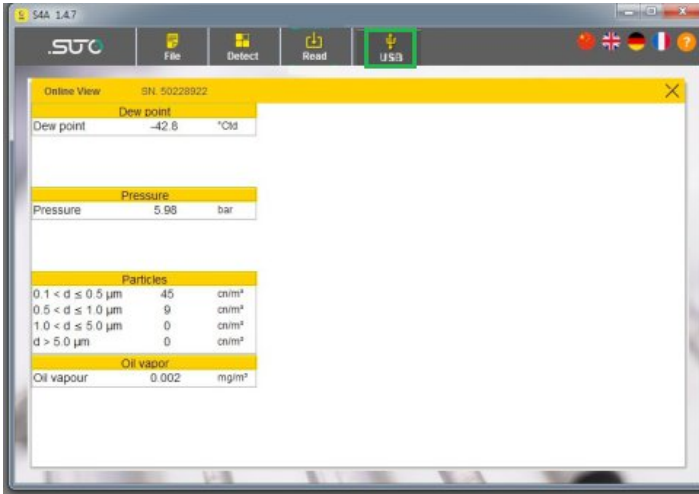 S4A 1.4.7
.SUTO File Detect Read USB
Online View SN. 50228922
Dew point
Dew point -42.8 °Ctd
Pressure
Pressure 5.98 bar
Particles
0.1 < d ≤ 0.5 µm 45 cn/m³
0.5 < d ≤ 1.0 µm 9 cn/m³
1.0 < d ≤ 5.0 µm 0 cn/m³
d > 5.0 µm 0 cn/m³
Oil vapor
Oil vapour 0.002 mg/m³